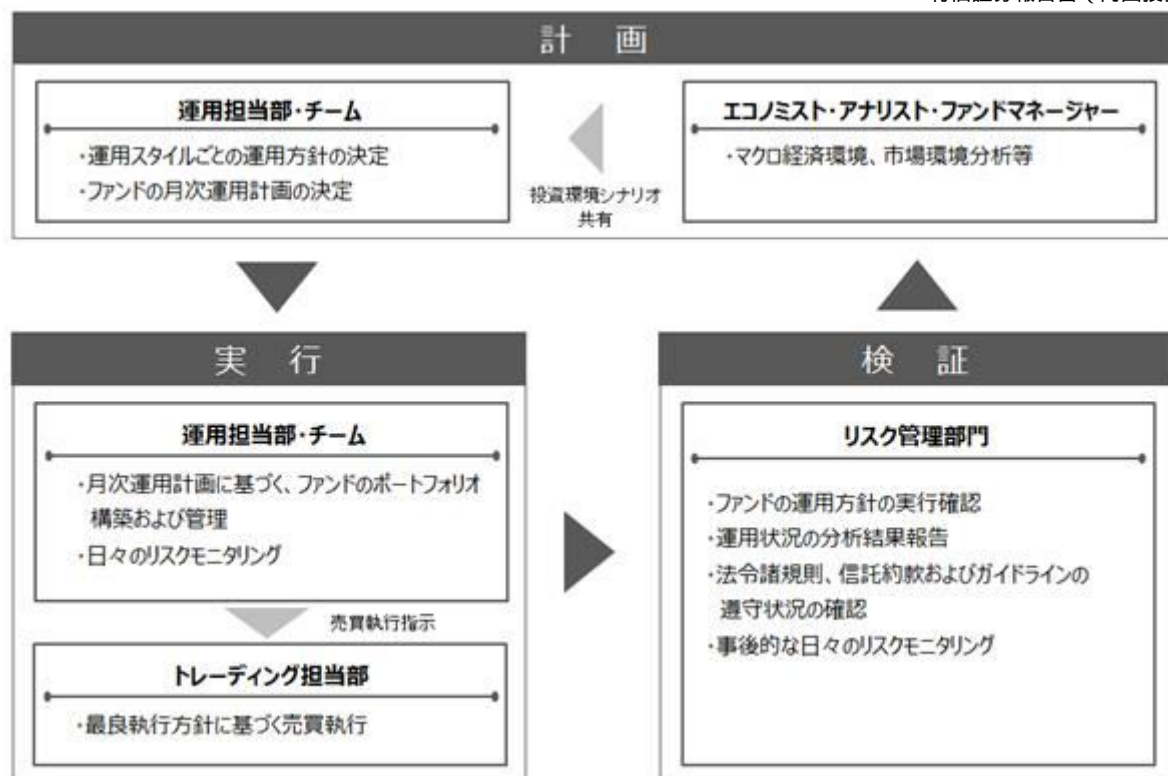 計 画
運用担当部・チーム
・運用スタイルごとの運用方針の決定
・ファンドの月次運用計画の決定
投資環境シナリオ
共有
エコノミスト・アナリスト・ファンドマネージャー
・マクロ経済環境、市場環境分析等
実 行
運用担当部・チーム
・月次運用計画に基づく、ファンドのポートフォリオ
構築および管理
・日々のリスクモニタリング
売買執行指示
トレーディング担当部
・最良執行方針に基づく売買執行
検 証
リスク管理部門
・ファンドの運用方針の実行確認
・運用状況の分析結果報告
・法令諸規則、信託約款およびガイドラインの
遵守状況の確認
・事後的な日々のリスクモニタリング